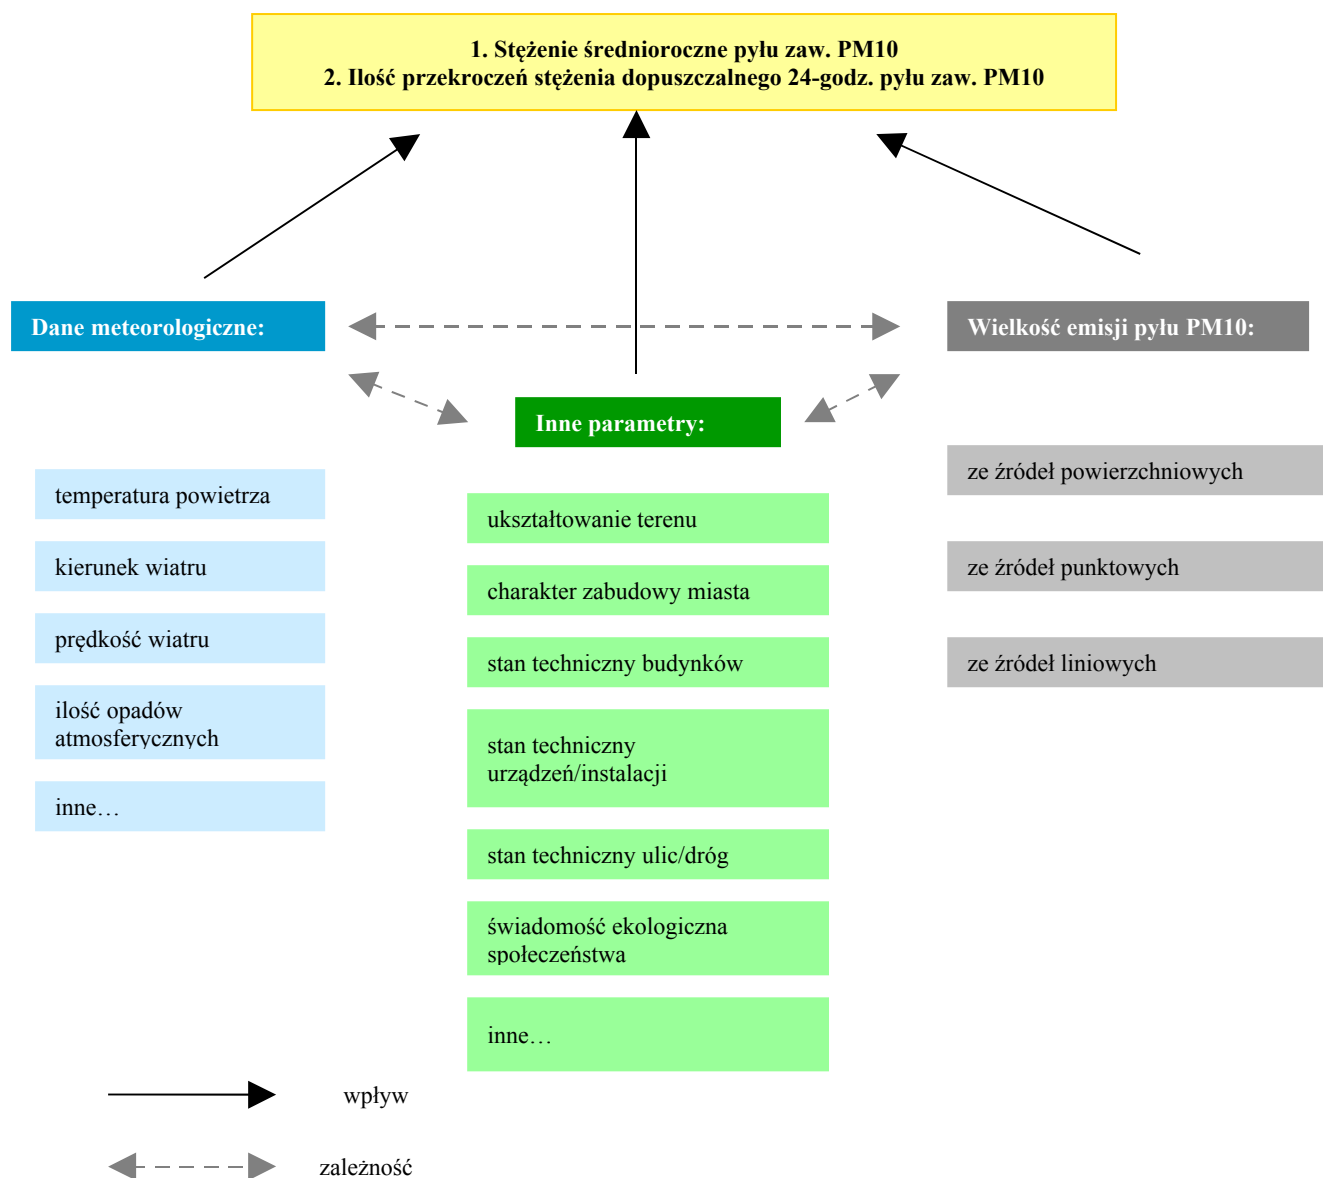 1. Stężenie średnioroczne pyłu zaw. PM10
2. Ilość przekroczeń stężenia dopuszczalnego 24-godz. pyłu zaw. PM10
Dane meteorologiczne:
temperatura powietrza
kierunek wiatru
prędkość wiatru
ilość opadów
atmosferycznych
inne…
Inne parametry:
ukształtowanie terenu
charakter zabudowy miasta
stan techniczny budynków
stan techniczny
urządzeń/instalacji
stan techniczny ulic/dróg
świadomość ekologiczna
społeczeństwa
inne…
Wielkość emisji pyłu PM10:
ze źródeł powierzchniowych
ze źródeł punktowych
ze źródeł liniowych
wpływ
zależność